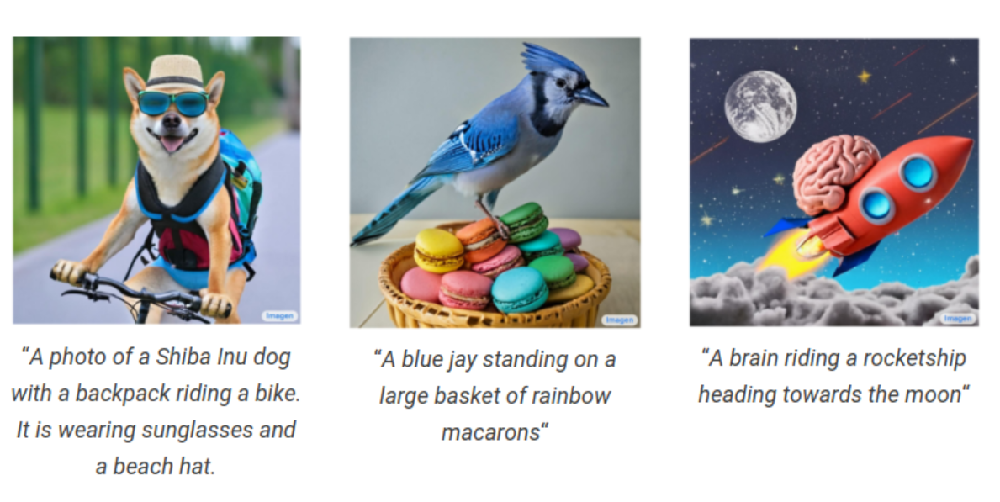 Imagen
Imagen
Imagen
“A photo of a Shiba Inu dog
with a backpack riding a bike.
It is wearing sunglasses and
a beach hat.
“A blue jay standing on a
large basket of rainbow
macarons“
“A brain riding a rocketship
heading towards the moon“